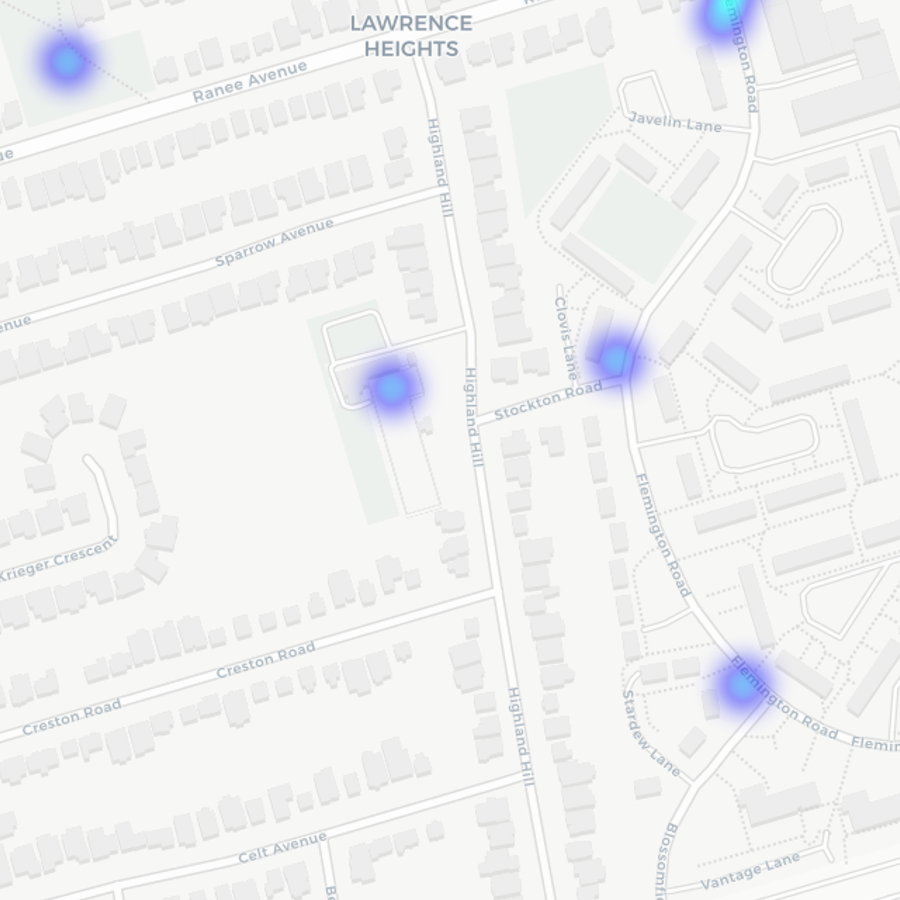 LAWRENCE
HEIGHTS
Ranee Avenue
Highland Hill
Javelin Lane
Sparrow Avenue
Clovis Lane
Highland Hill
Stockton Road
Flemington Road
Krieger Crescent
Creston Road
Creston Road
Highland Hill
Stardew Lane
Flemington Road
Celt Avenue
Vantage Lane